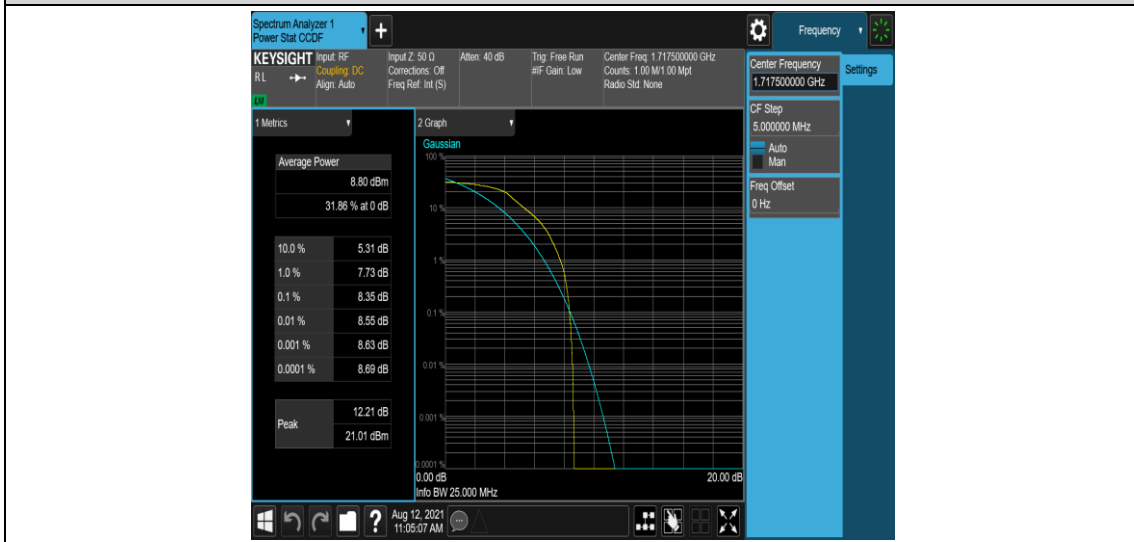 Spectrum Analyzer 1
Power Stat CCDF
+
Frequency
KEYSIGHT
RL
LXI
Input: RF
Coupling: DC
Align: Auto
Input Z: 50 Ω
Corrections: Off
Freq Ref: Int (S)
Atten: 40 dB
Trig: Free Run
#IF Gain: Low
Center Freq: 1.717500000 GHz
Counts: 1.00 M/1.00 Mpt
Radio Std: None
Center Frequency
1.717500000 GHz
Settings
CF Step
5.000000 MHz
Auto
Man
Freq Offset
0 Hz
1 Metrics
Average Power
8.80 dBm
31.86 % at 0 dB
10.0 % 5.31 dB
1.0 % 7.73 dB
0.1 % 8.35 dB
0.01 % 8.55 dB
0.001 % 8.63 dB
0.0001 % 8.69 dB
Peak
12.21 dB
21.01 dBm
2 Graph
Gaussian
100 %
10 %
1 %
0.1 %
0.01 %
0.001 %
0.0001 %
0.00 dB 20.00 dB
Info BW 25.000 MHz
?
Aug 12, 2021
11:05:07 AM